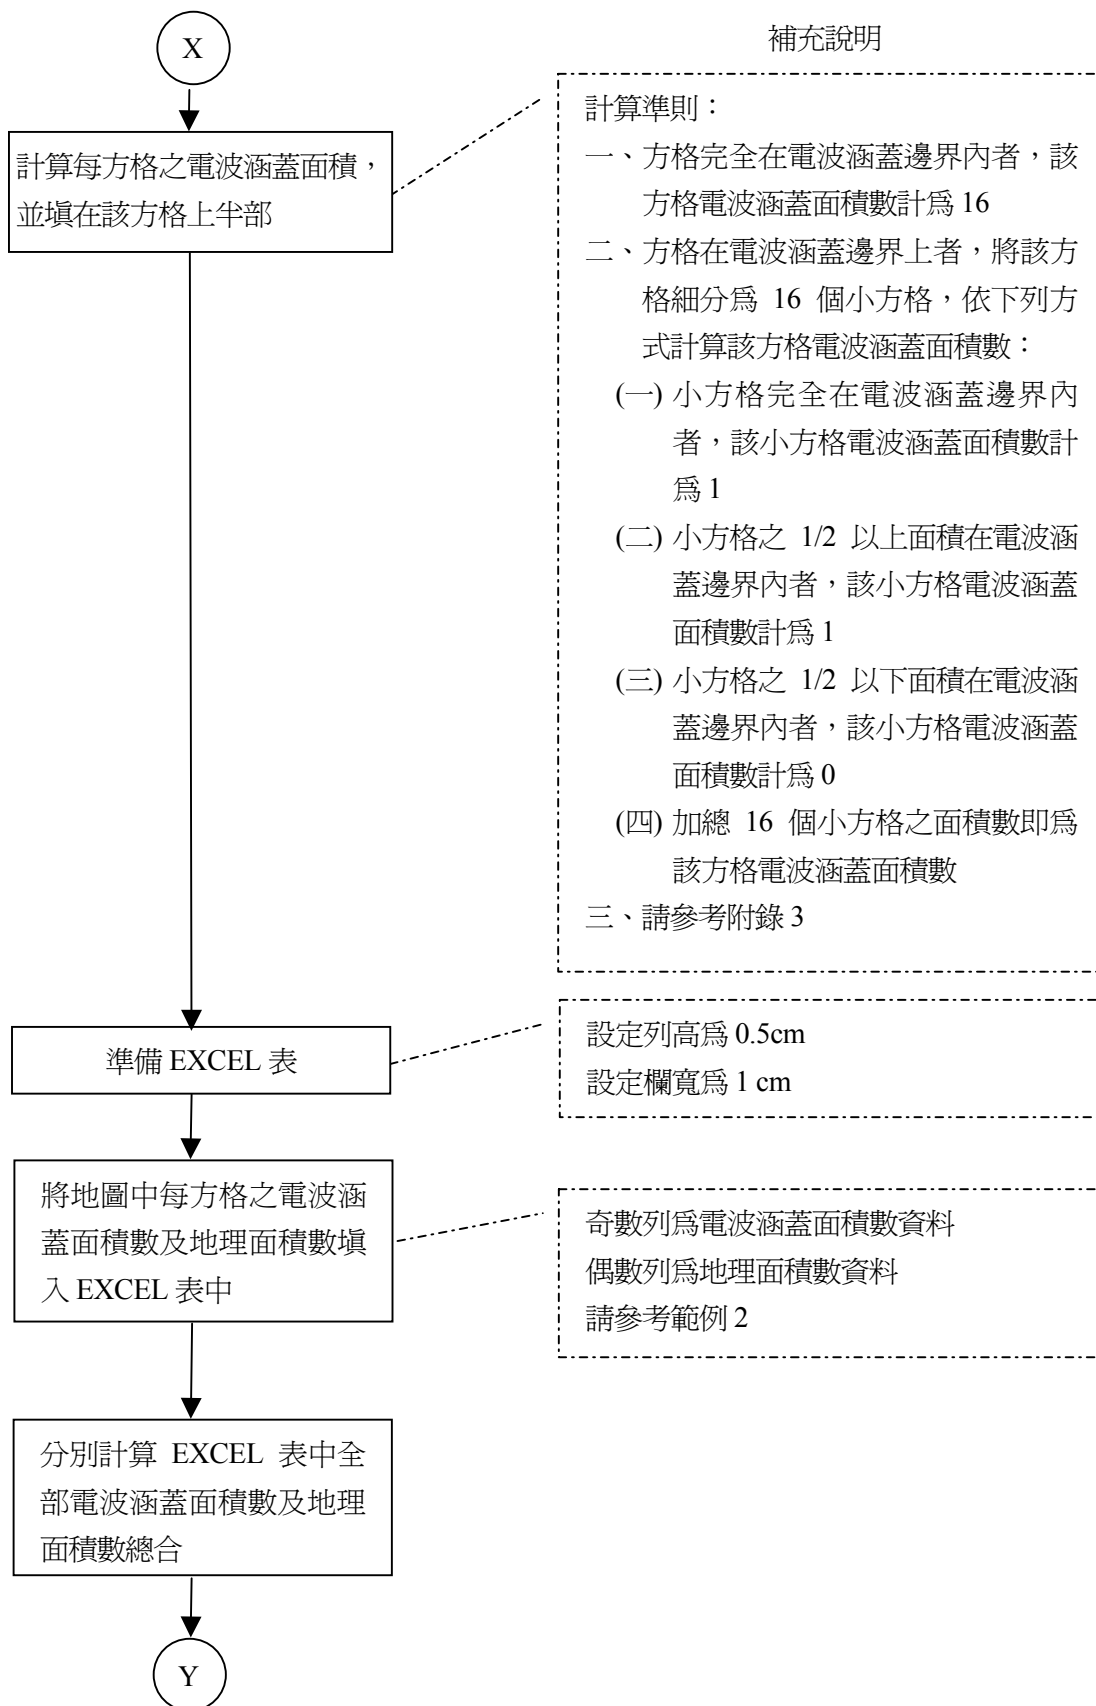 X
補充說明
計算每方格之電波涵蓋面積，
並填在該方格上半部
計算準則：
一、方格完全在電波涵蓋邊界內者，該
方格電波涵蓋面積數計為 16
二、方格在電波涵蓋邊界上者，將該方
格細分為 16 個小方格，依下列方
式計算該方格電波涵蓋面積數：
(一) 小方格完全在電波涵蓋邊界內
者，該小方格電波涵蓋面積數計
為 1
(二) 小方格之 1/2 以上面積在電波涵
蓋邊界內者，該小方格電波涵蓋
面積數計為 1
(三) 小方格之 1/2 以下面積在電波涵
蓋邊界內者，該小方格電波涵蓋
面積數計為 0
(四) 加總 16 個小方格之面積數即為
該方格電波涵蓋面積數
三、請參考附錄 3
準備 EXCEL 表
設定列高為 0.5cm
設定欄寬為 1 cm
將地圖中每方格之電波涵
蓋面積數及地理面積數填
入 EXCEL 表中
奇數列為電波涵蓋面積數資料
偶數列為地理面積數資料
請參考範例 2
分別計算 EXCEL 表中全
部電波涵蓋面積數及地理
面積數總合
Y